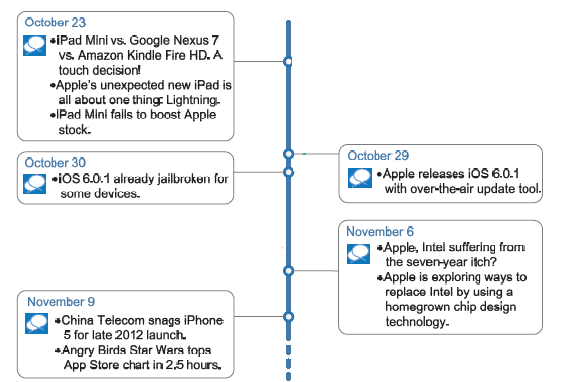 October 23
•iPad Mini vs. Google Nexus 7
vs. Amazon Kindle Fire HD. A
touch decision!
•Apple's unexpected new iPad is
all about one thing: Lightning.
•iPad Mini fails to boost Apple
stock.
October 29
•Apple releases iOS 6.0.1
with over-the-air update tool.
October 30
•iOS 6.0.1 already jailbroken for
some devices.
November 6
•Apple, Intel suffering from
the seven-year itch?
•Apple is exploring ways to
replace Intel by using a
homegrown chip design
technology.
November 9
•China Telecom snags iPhone
5 for late 2012 launch.
•Angry Birds Star Wars tops
App Store chart in 2.5 hours.